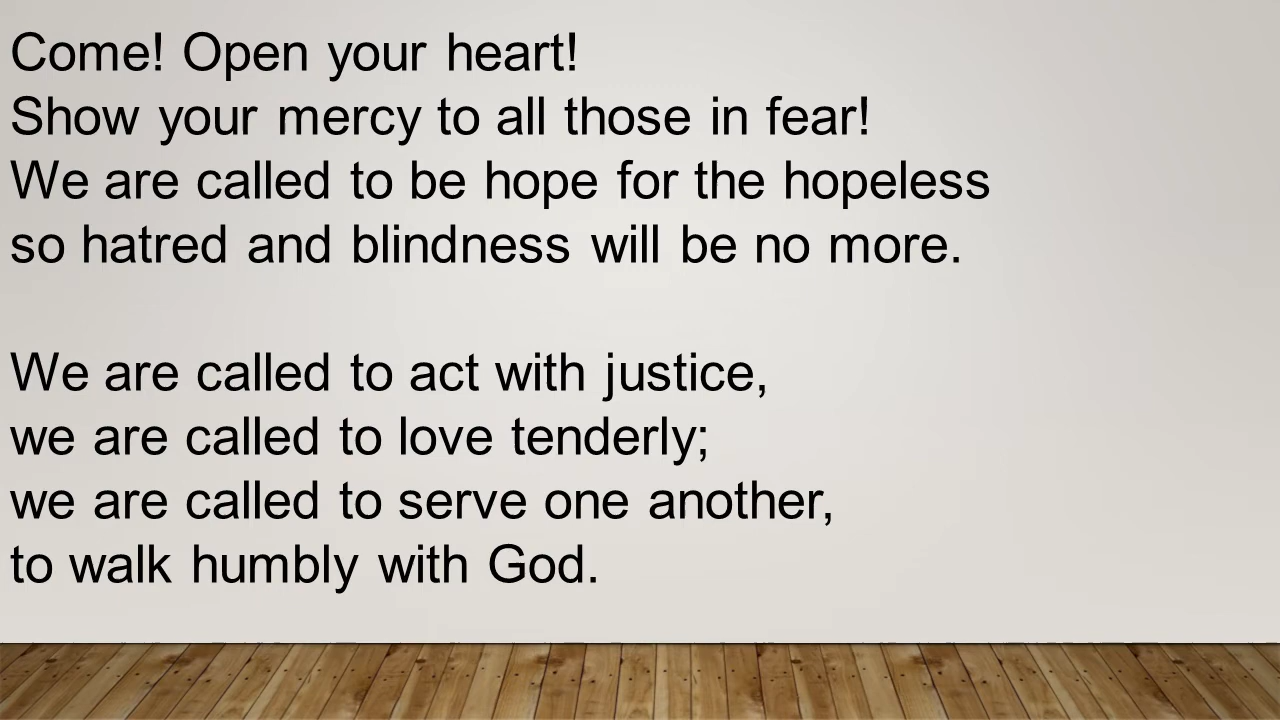 Come! Open your heart!
Show your mercy to all those in fear!
We are called to be hope for the hopeless
so hatred and blindness will be no more.

We are called to act with justice,
we are called to love tenderly;
we are called to serve one another,
to walk humbly with God.